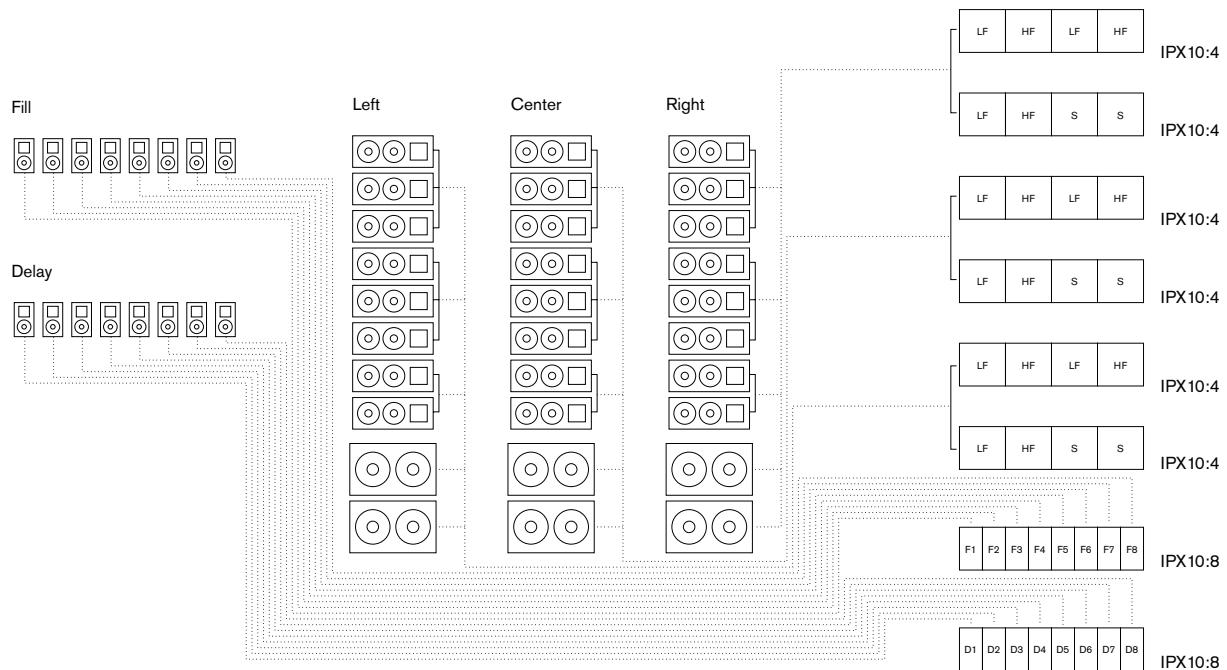 LF HF LF HF
IPX10:4
Fill
Left
Center
Right
LF HF S S
IPX10:4
LF HF LF HF
IPX10:4
Delay
LF HF S S
IPX10:4
LF HF LF HF
IPX10:4
LF HF S S
IPX10:4
F1 F2 F3 F4 F5 F6 F7 F8
IPX10:8
D1 D2 D3 D4 D5 D6 D7 D8
IPX10:8